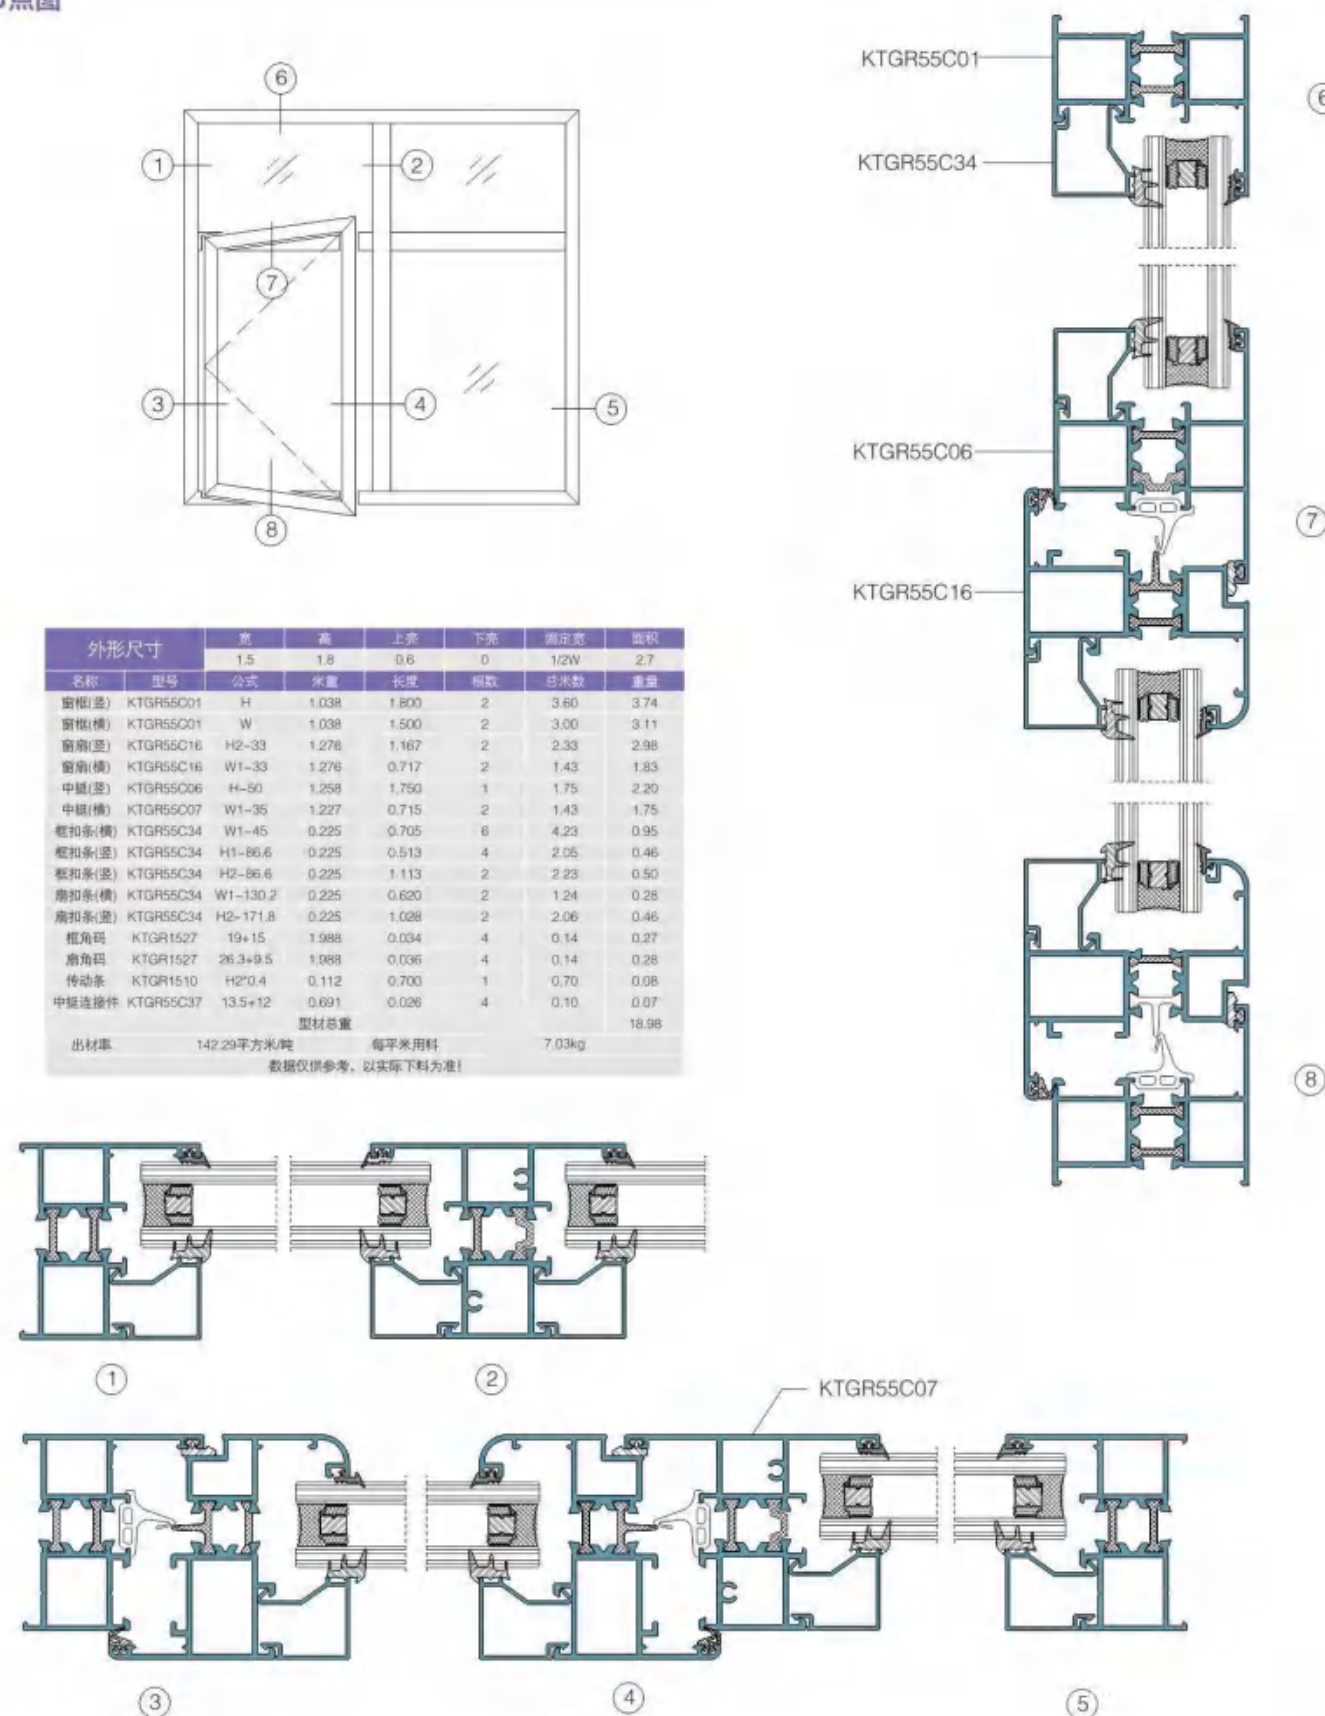 点图
⑥
①
②
⑦
③
④
⑤
⑧
KTGR55C01
⑥
KTGR55C34
KTGR55C06
⑦
KTGR55C16
⑧
外形尺寸 宽 高 上亮 下亮 固定宽 面积
1.5 1.8 0.6 0 1/2W 2.7
名称 型号 公式 米重 长度 根数 总米数 重量
窗框(竖) KTGR55C01 H 1.038 1.800 2 3.60 3.74
窗框(横) KTGR55C01 W 1.038 1.500 2 3.00 3.11
窗扇(竖) KTGR55C16 H2-33 1.276 1.167 2 2.33 2.98
窗扇(横) KTGR55C16 W1-33 1.276 0.717 2 1.43 1.83
中挺(竖) KTGR55C06 H-50 1.258 1.750 1 1.75 2.20
中挺(横) KTGR55C07 W1-35 1.227 0.715 2 1.43 1.75
框扣条(横) KTGR55C34 W1-45 0.225 0.705 6 4.23 0.95
框扣条(竖) KTGR55C34 H1-86.6 0.225 0.513 4 2.05 0.46
框扣条(竖) KTGR55C34 H2-86.6 0.225 1.113 2 2.23 0.50
扇扣条(横) KTGR55C34 W1-130.2 0.225 0.620 2 1.24 0.28
扇扣条(竖) KTGR55C34 H2-171.8 0.225 1.028 2 2.06 0.46
框角码 KTGR1527 19+15 1.988 0.034 4 0.14 0.27
扇角码 KTGR1527 26.3+9.5 1.988 0.036 4 0.14 0.28
传动条 KTGR1510 H2*0.4 0.112 0.700 1 0.70 0.08
中挺连接件 KTGR55C37 13.5+12 0.691 0.026 4 0.10 0.07
型材总重 18.98
出材率 142.29平方米/吨 每平米用料 7.03kg
数据仅供参考，以实际下料为准!
①
②
KTGR55C07
③
④
⑤